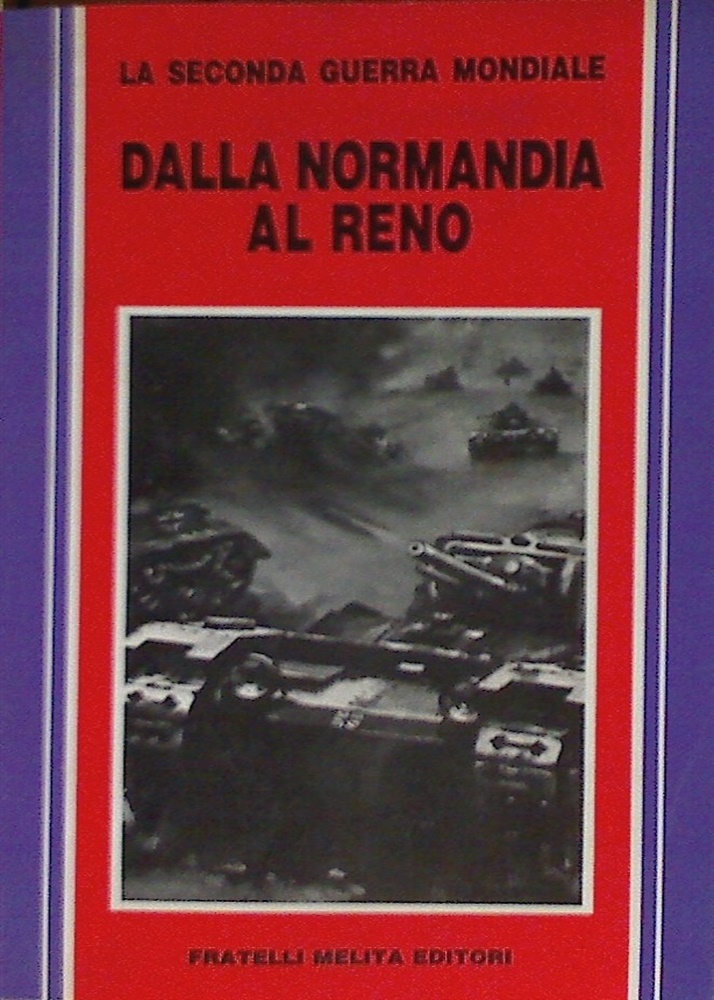 LA SECONDA GUERRA MONDIALE
DALLA NORMANDIA
AL RENO
FRATELLI MELITA EDITORI